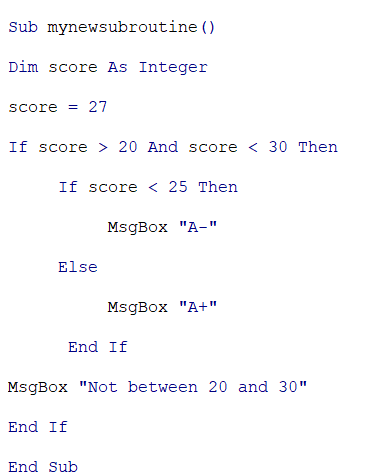 Sub mynewsubroutine()
Dim score As Integer
score = 27
If score > 20 And score < 30 Then
If score < 25 Then
MsgBox "A-"
Else
MsgBox "A+"
End If
MsgBox "Not between 20 and 30"
End If
End Sub